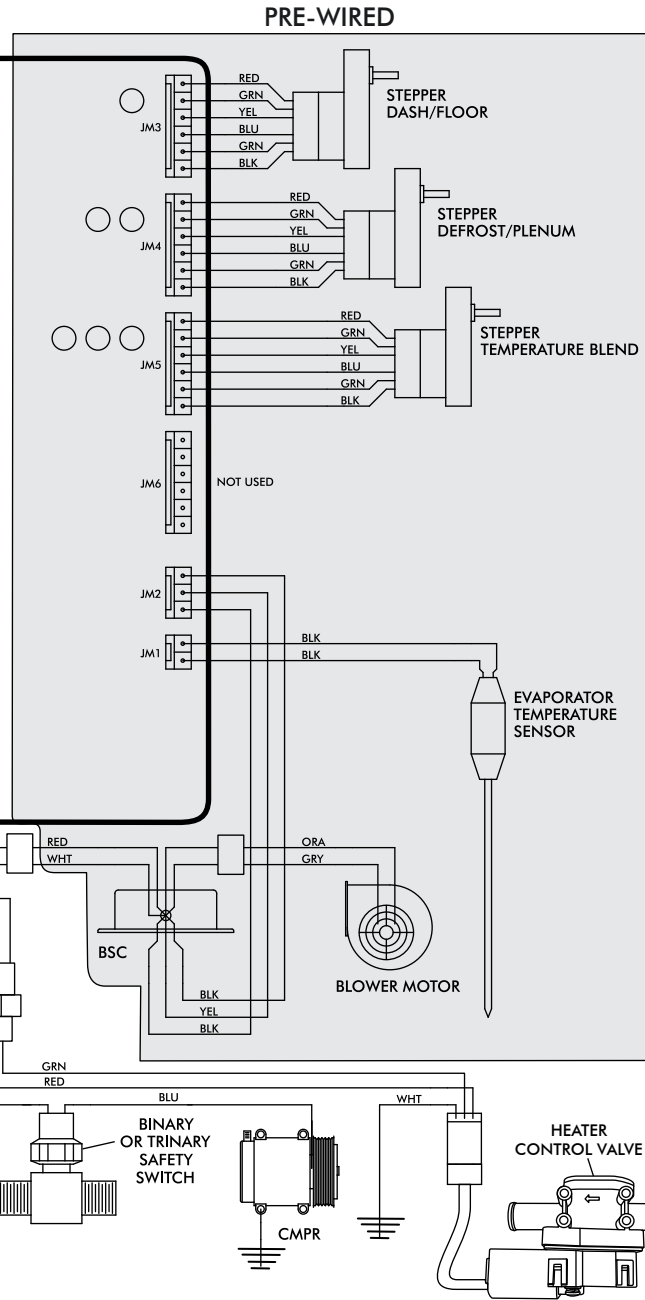 PRE-WIRED
RED
GRN
YEL
BLU
GRN
BLK
JM3
STEPPER
DASH/FLOOR
RED
GRN
YEL
BLU
GRN
BLK
JM4
STEPPER
DEFROST/PLENUM
RED
GRN
YEL
BLU
GRN
BLK
JM5
STEPPER
TEMPERATURE BLEND
JM6
NOT USED
JM2
JM1
BLK
BLK
EVAPORATOR
TEMPERATURE
SENSOR
RED
WHT
ORA
GRY
BSC
BLOWER MOTOR
BLK
YEL
BLK
GRN
RED
BLU
WHT
BINARY
OR TRINARY
SAFETY
SWITCH
CMPR
HEATER
CONTROL VALVE